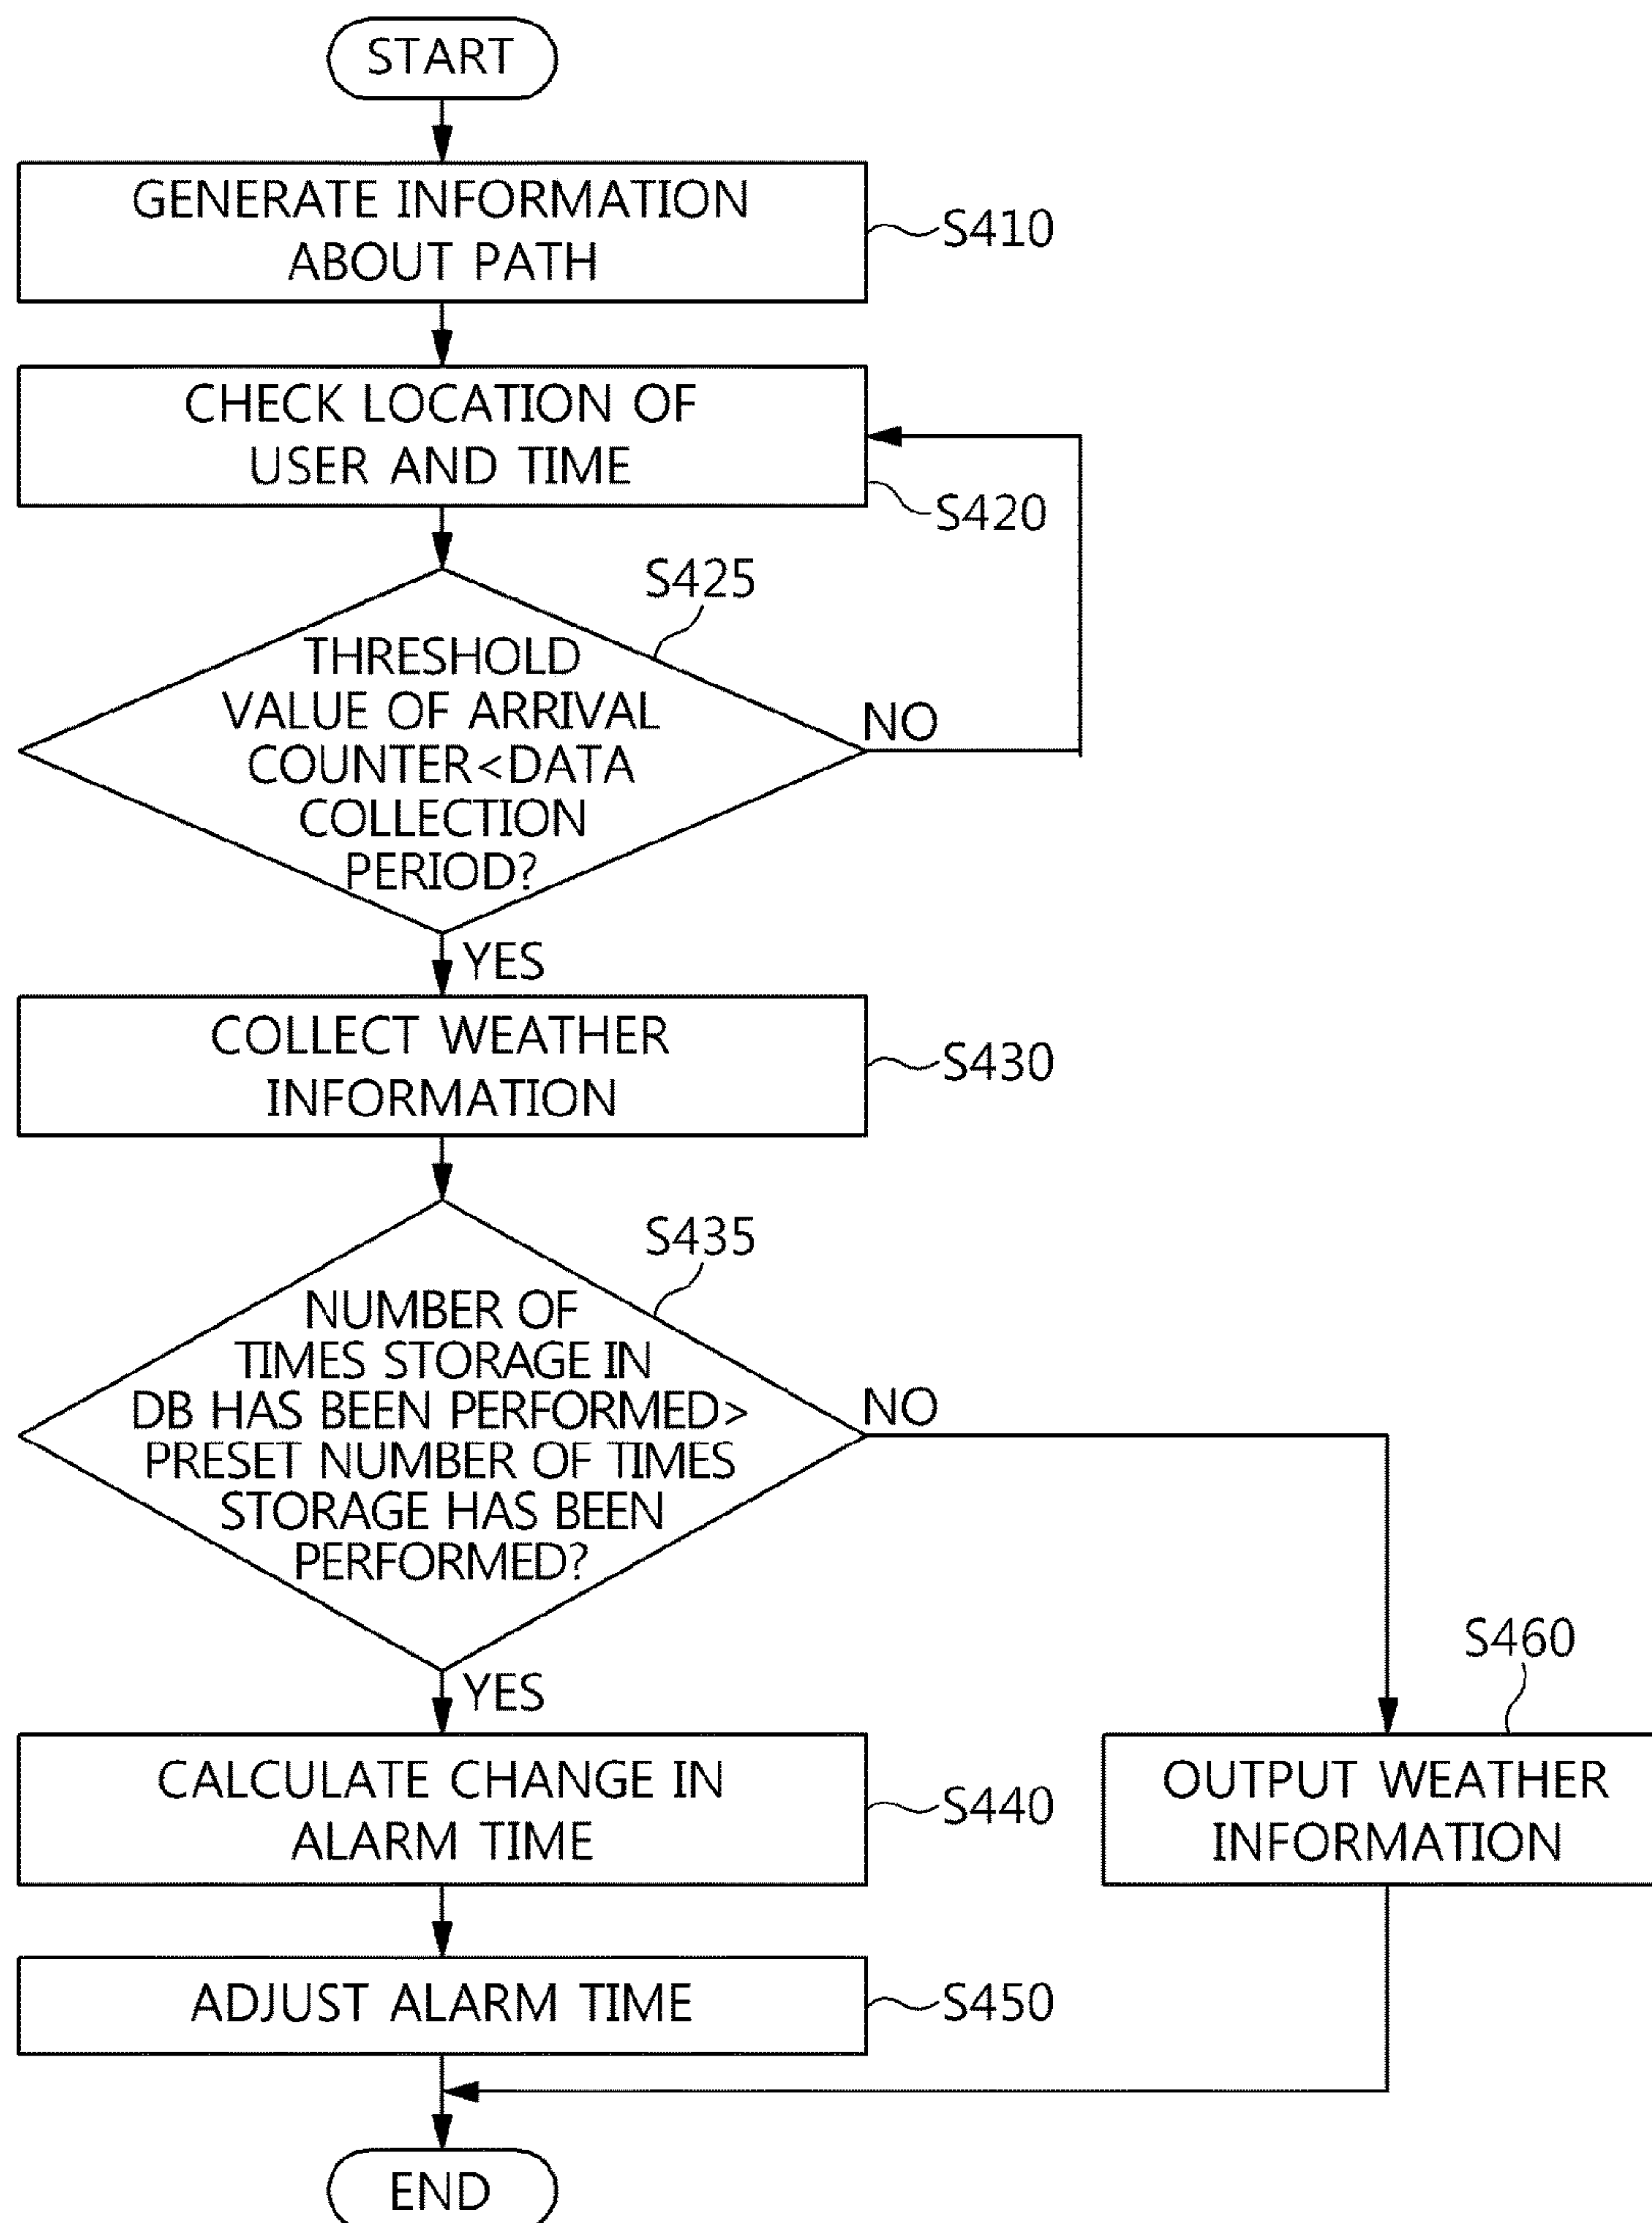 START
GENERATE INFORMATION
ABOUT PATH
S410
CHECK LOCATION OF
USER AND TIME
S420
S425
THRESHOLD
VALUE OF ARRIVAL
COUNTER<DATA
COLLECTION
PERIOD?
NO
YES
COLLECT WEATHER
INFORMATION
S430
S435
NUMBER OF
TIMES STORAGE IN
DB HAS BEEN PERFORMED>
PRESET NUMBER OF TIMES
STORAGE HAS BEEN
PERFORMED?
NO
YES
CALCULATE CHANGE IN
ALARM TIME
S440
S460
OUTPUT WEATHER
INFORMATION
ADJUST ALARM TIME
S450
END